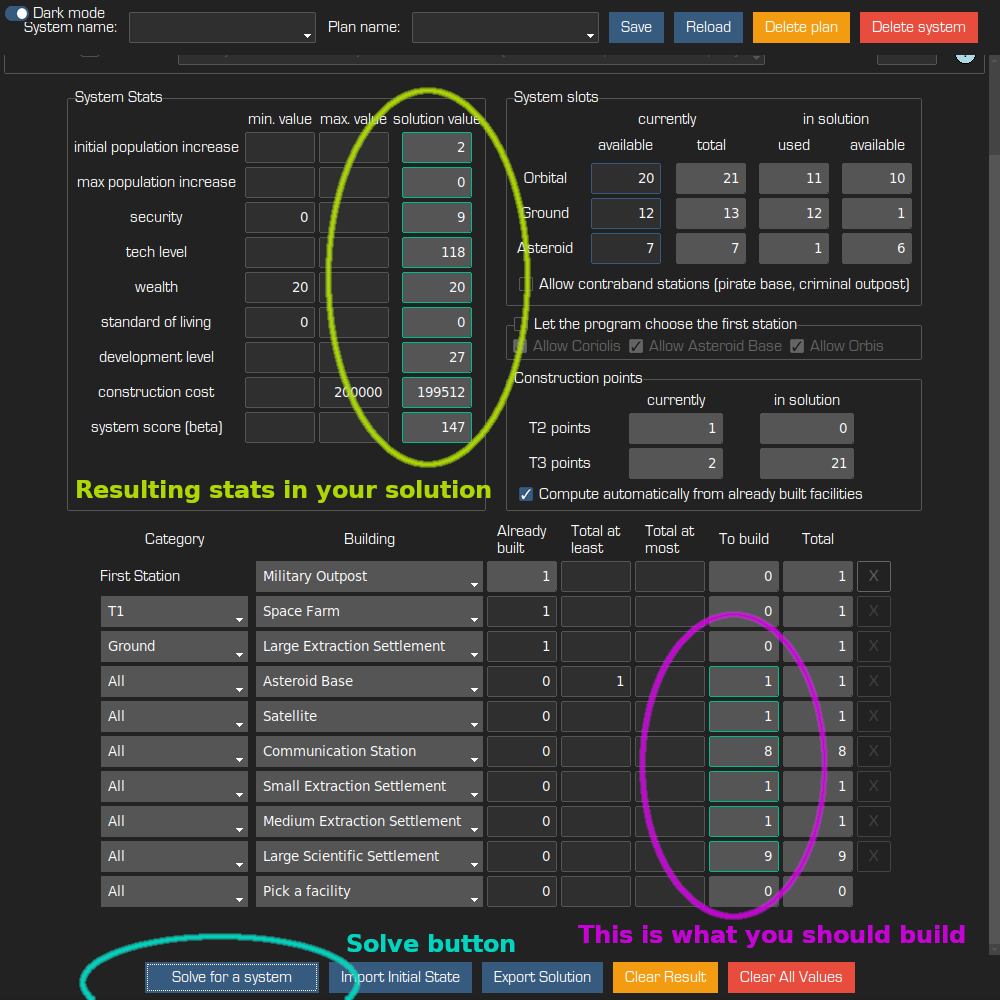 Dark mode
System name: Plan name: Save Reload Delete plan Delete system
System Stats
min. value max. value solution value
initial population increase 2
max population increase 0
security 0 9
tech level 118
wealth 20 20
standard of living 0 0
development level 27
construction cost 200000 199512
system score (beta) 147
Resulting stats in your solution
System slots
currently in solution
available total used available
Orbital 20 21 11 10
Ground 12 13 12 1
Asteroid 7 7 1 6
Allow contraband stations (pirate base, criminal outpost)
Let the program choose the first station
Allow Coriolis Allow Asteroid Base Allow Orbis
Construction points
currently in solution
T2 points 1 0
T3 points 2 21
Compute automatically from already built facilities
Category Building Already built Total at least Total at most To build Total
First Station Military Outpost 1 0 1 X
T1 Space Farm 1 0 1 X
Ground Large Extraction Settlement 1 0 1 X
All Asteroid Base 0 1 1 1 X
All Satellite 0 1 1 X
All Communication Station 0 8 8 X
All Small Extraction Settlement 0 1 1 X
All Medium Extraction Settlement 0 1 1 X
All Large Scientific Settlement 0 9 9 X
All Pick a facility 0 0 0
Solve button
This is what you should build
Solve for a system Import Initial State Export Solution Clear Result Clear All Values